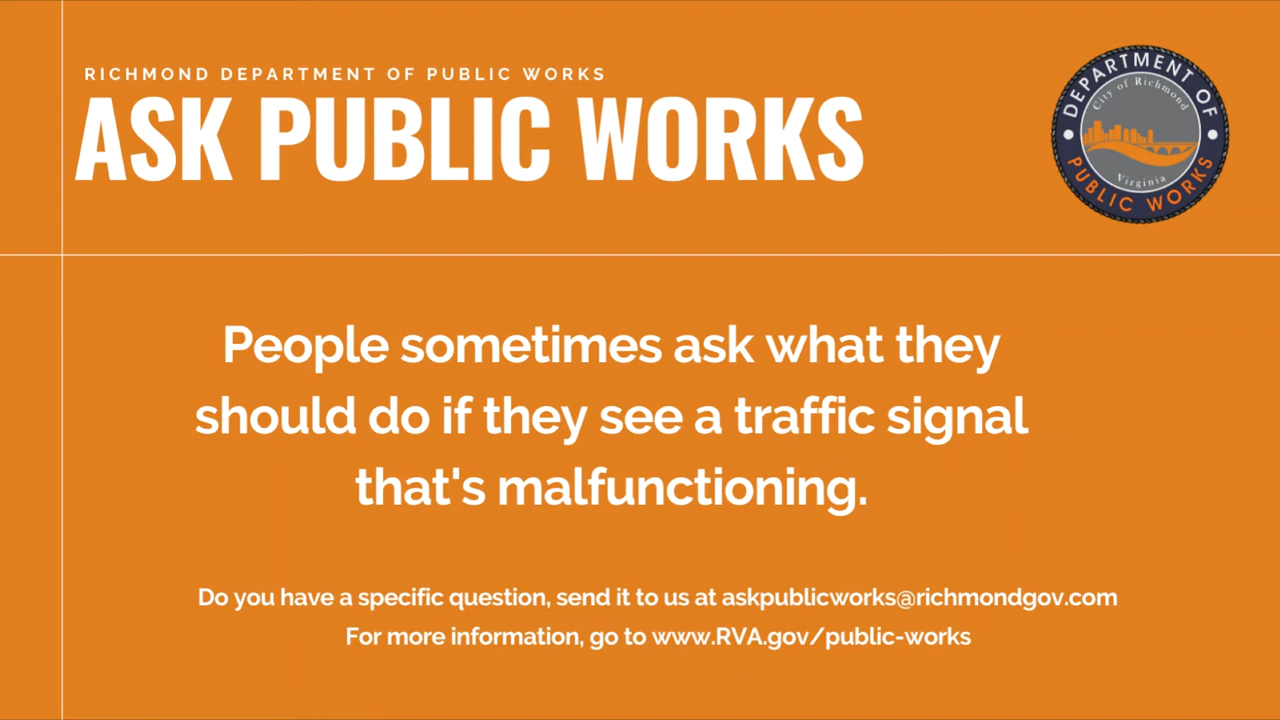 RICHMOND DEPARTMENT OF PUBLIC WORKS
ASK PUBLIC WORKS
DEPARTMENT OF
City of Richmond
Virginia
PUBLIC WORKS
People sometimes ask what they
should do if they see a traffic signal
that's malfunctioning.
Do you have a specific question, send it to us at askpublicworks@richmondgov.com
For more information, go to www.RVA.gov/public-works